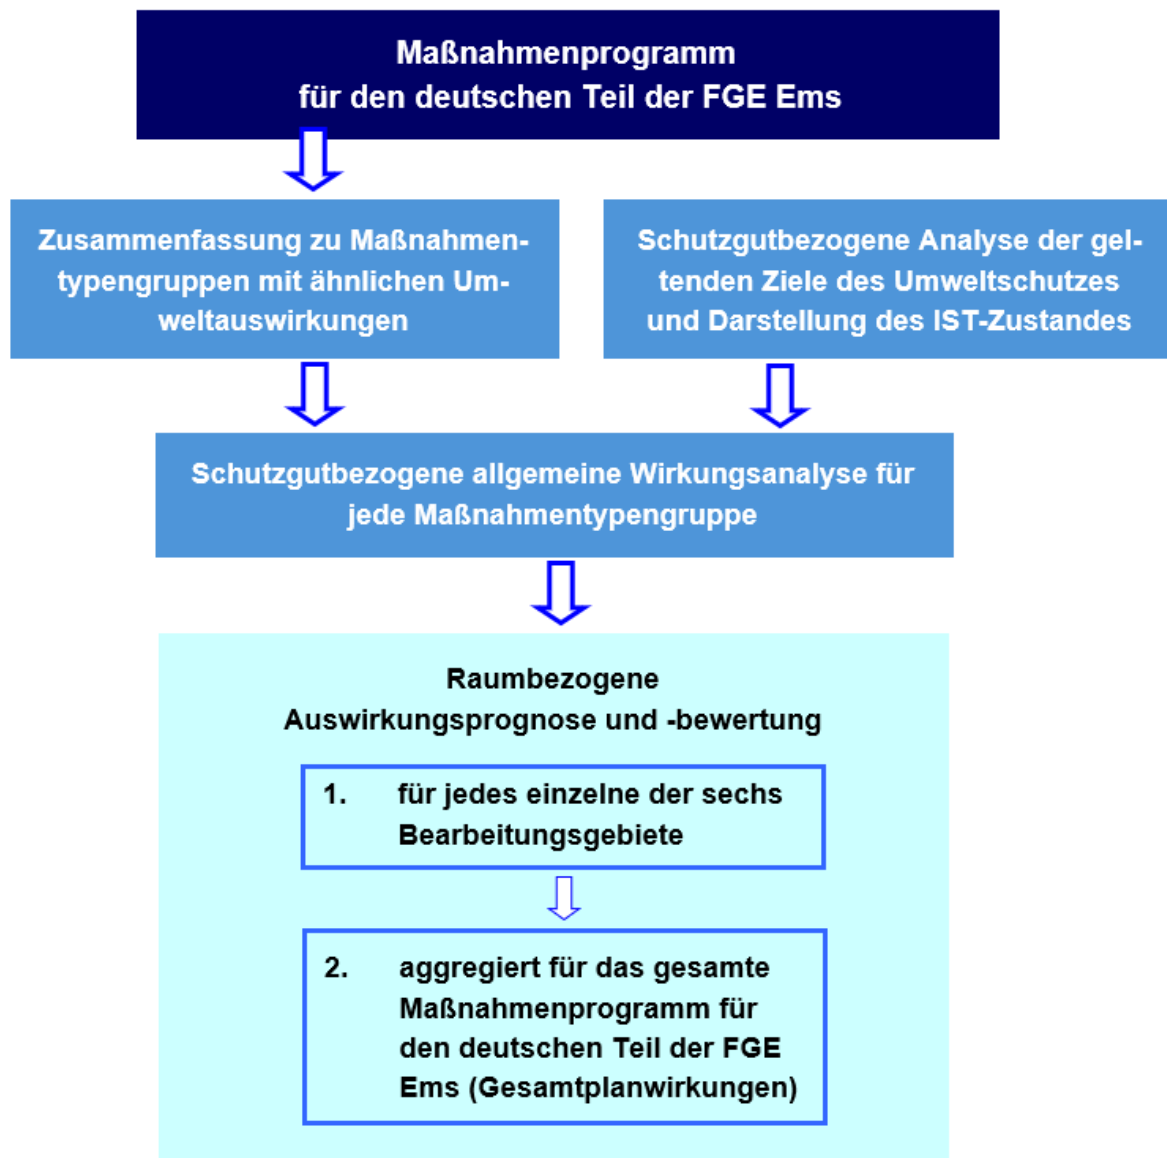 Maßnahmenprogramm
für den deutschen Teil der FGE Ems
Zusammenfassung zu Maßnahmen-
typengruppen mit ähnlichen Um-
weltauswirkungen
Schutzgutbezogene Analyse der gel-
tenden Ziele des Umweltschutzes
und Darstellung des IST-Zustandes
Schutzgutbezogene allgemeine Wirkungsanalyse für
jede Maßnahmentypengruppe
Raumbezogene
Auswirkungsprognose und -bewertung
1. für jedes einzelne der sechs
Bearbeitungsgebiete
2. aggregiert für das gesamte
Maßnahmenprogramm für
den deutschen Teil der FGE
Ems (Gesamtplanwirkungen)